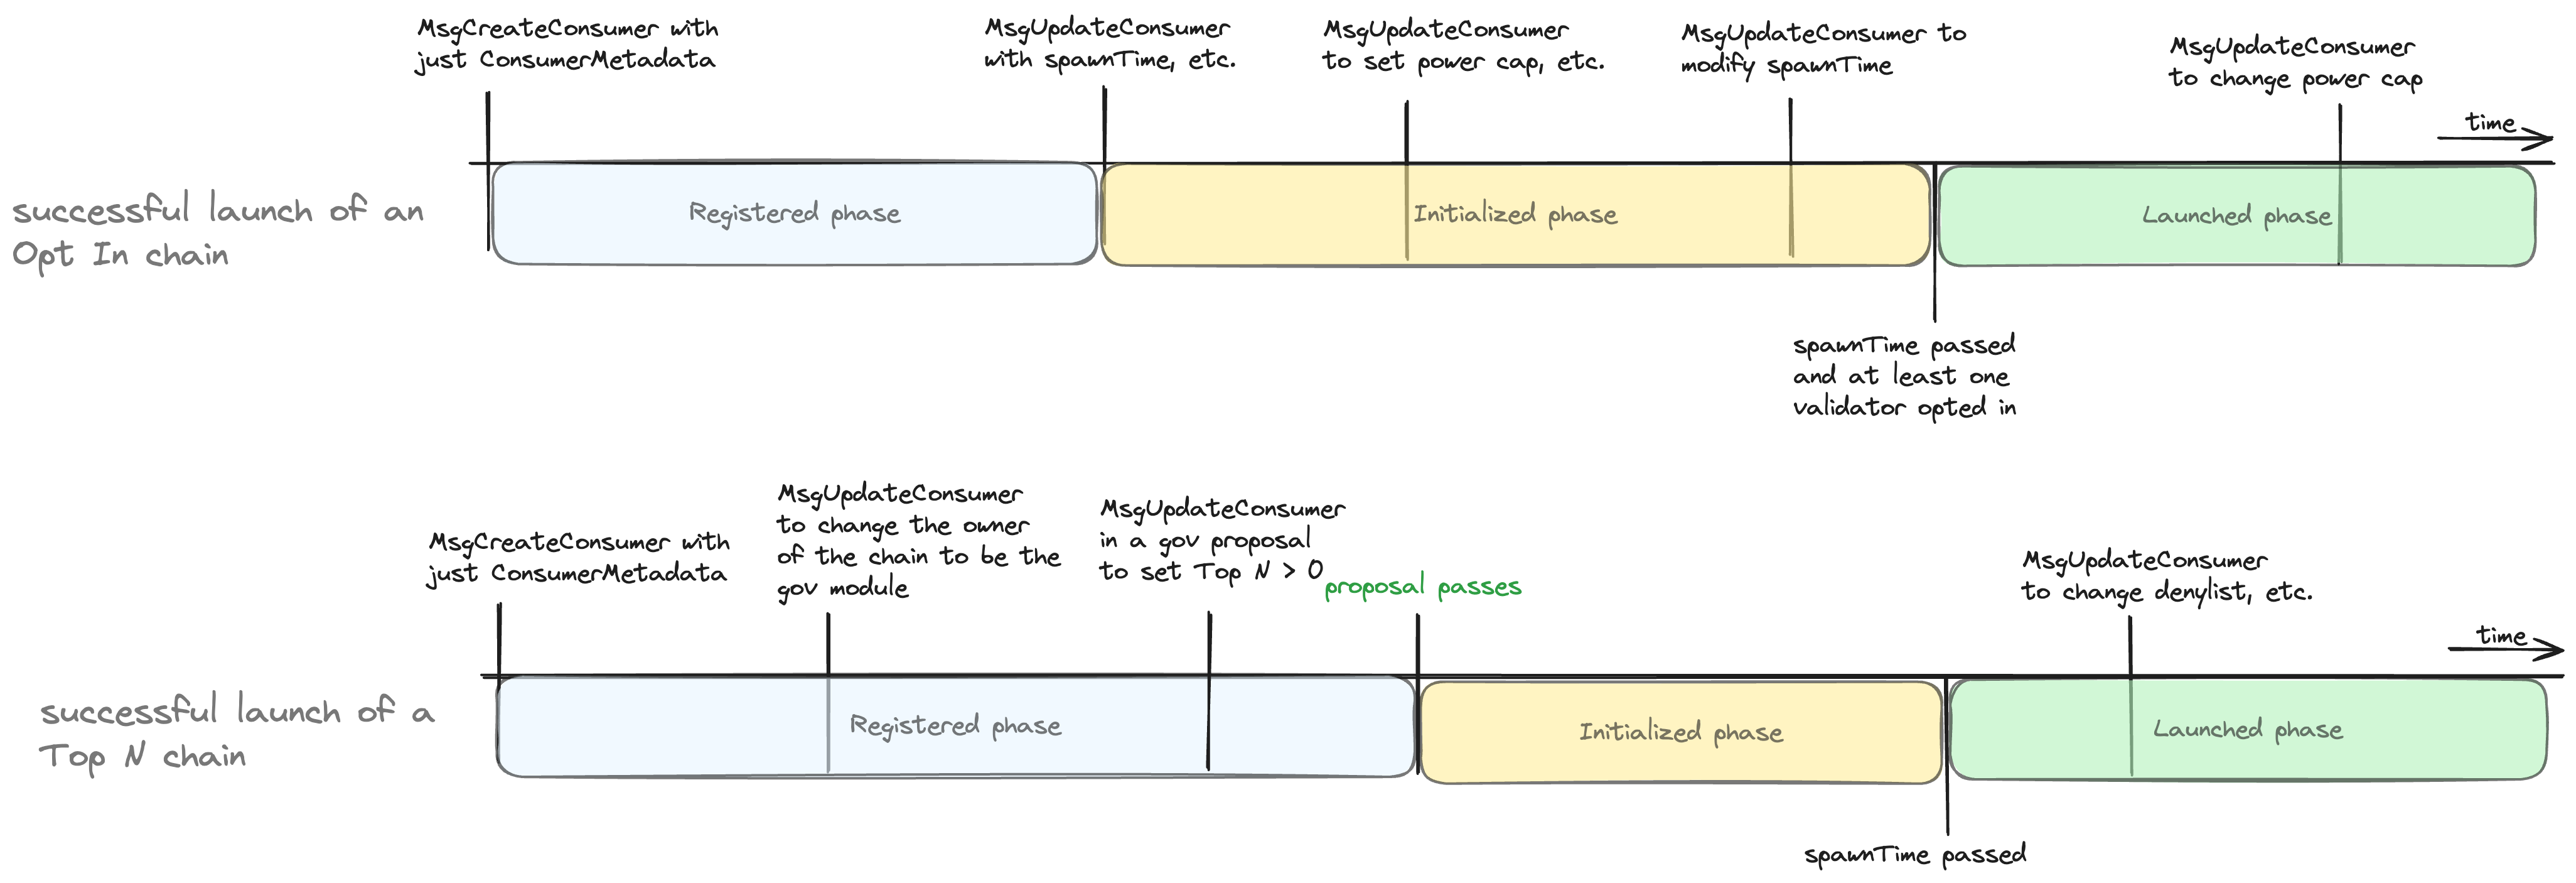 MsgCreateConsumer with
just ConsumerMetadata
MsgUpdateConsumer
with spawnTime, etc.
MsgUpdateConsumer
to set power cap, etc.
MsgUpdateConsumer to
modify spawnTime
MsgUpdateConsumer
to change power cap
time
successful launch of an
Opt In chain
Registered phase
Initialized phase
Launched phase
spawnTime passed
and at least one
validator opted in
MsgCreateConsumer with
just ConsumerMetadata
MsgUpdateConsumer
to change the owner
of the chain to be the
gov module
MsgUpdateConsumer
in a gov proposal
to set Top N > 0
proposal passes
MsgUpdateConsumer
to change denylist, etc.
time
successful launch of a
Top N chain
Registered phase
Initialized phase
Launched phase
spawnTime passed